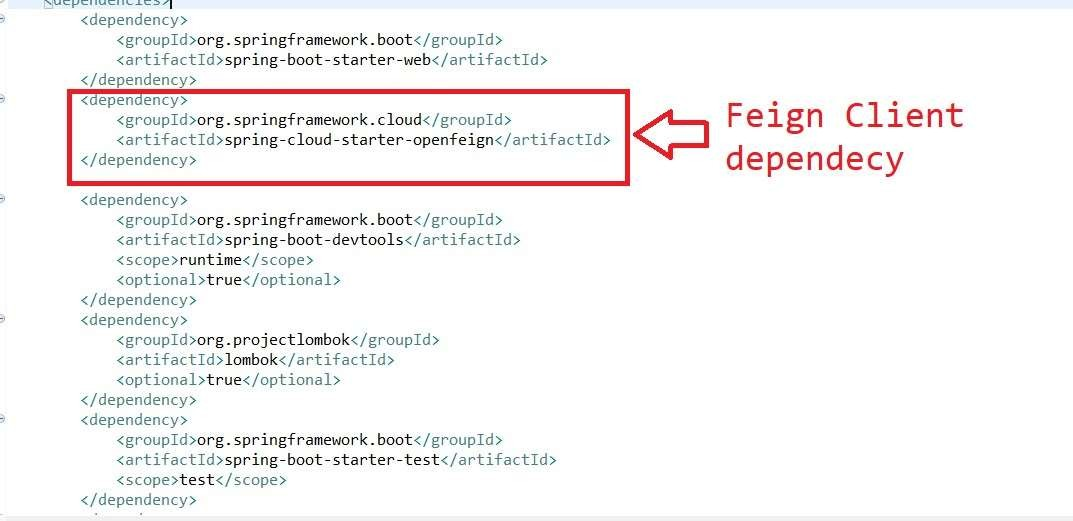 <dependencies>
<dependency>
<groupId>org.springframework.boot</groupId>
<artifactId>spring-boot-starter-web</artifactId>
</dependency>
<dependency>
<groupId>org.springframework.cloud</groupId>
<artifactId>spring-cloud-starter-openfeign</artifactId>
</dependency>
Feign Client
dependecy
<dependency>
<groupId>org.springframework.boot</groupId>
<artifactId>spring-boot-devtools</artifactId>
<scope>runtime</scope>
<optional>true</optional>
</dependency>
<dependency>
<groupId>org.projectlombok</groupId>
<artifactId>lombok</artifactId>
<optional>true</optional>
</dependency>
<dependency>
<groupId>org.springframework.boot</groupId>
<artifactId>spring-boot-starter-test</artifactId>
<scope>test</scope>
</dependency>